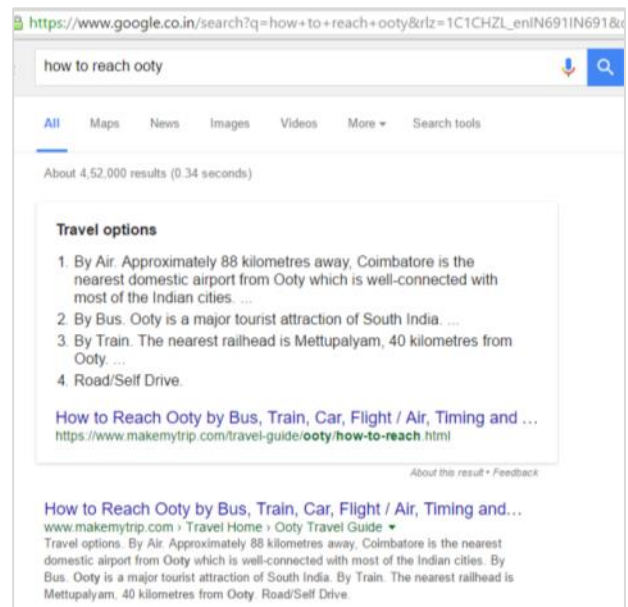 https://www.google.co.in/search?q=how+to+reach+ooty&rlz=1C1CHZL_enIN691IN691&
how to reach ooty
All Maps News Images Videos More Search tools
About 4,52,000 results (0.34 seconds)
Travel options
1. By Air. Approximately 88 kilometres away, Coimbatore is the
nearest domestic airport from Ooty which is well-connected with
most of the Indian cities. ...
2. By Bus. Ooty is a major tourist attraction of South India. ...
3. By Train. The nearest railhead is Mettupalyam, 40 kilometres from
Ooty. ...
4. Road/Self Drive.
How to Reach Ooty by Bus, Train, Car, Flight / Air, Timing and ...
https://www.makemytrip.com/travel-guide/ooty/how-to-reach.html
About this result • Feedback
How to Reach Ooty by Bus, Train, Car, Flight / Air, Timing and...
www.makemytrip.com › Travel Home › Ooty Travel Guide
Travel options. By Air. Approximately 88 kilometres away, Coimbatore is the nearest
domestic airport from Ooty which is well-connected with most of the Indian cities. By
Bus. Ooty is a major tourist attraction of South India. By Train. The nearest railhead is
Mettupalyam, 40 kilometres from Ooty. Road/Self Drive.